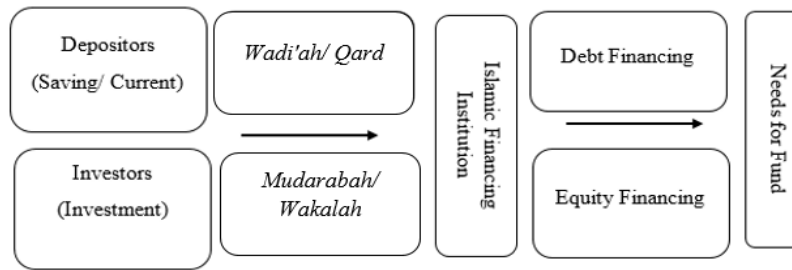 Depositors
(Saving/ Current)
Wadi'ah/ Qard
Islamic Financing
Institution
Debt Financing
Needs for Fund
Investors
(Investment)
Mudarabah/
Wakalah
Equity Financing